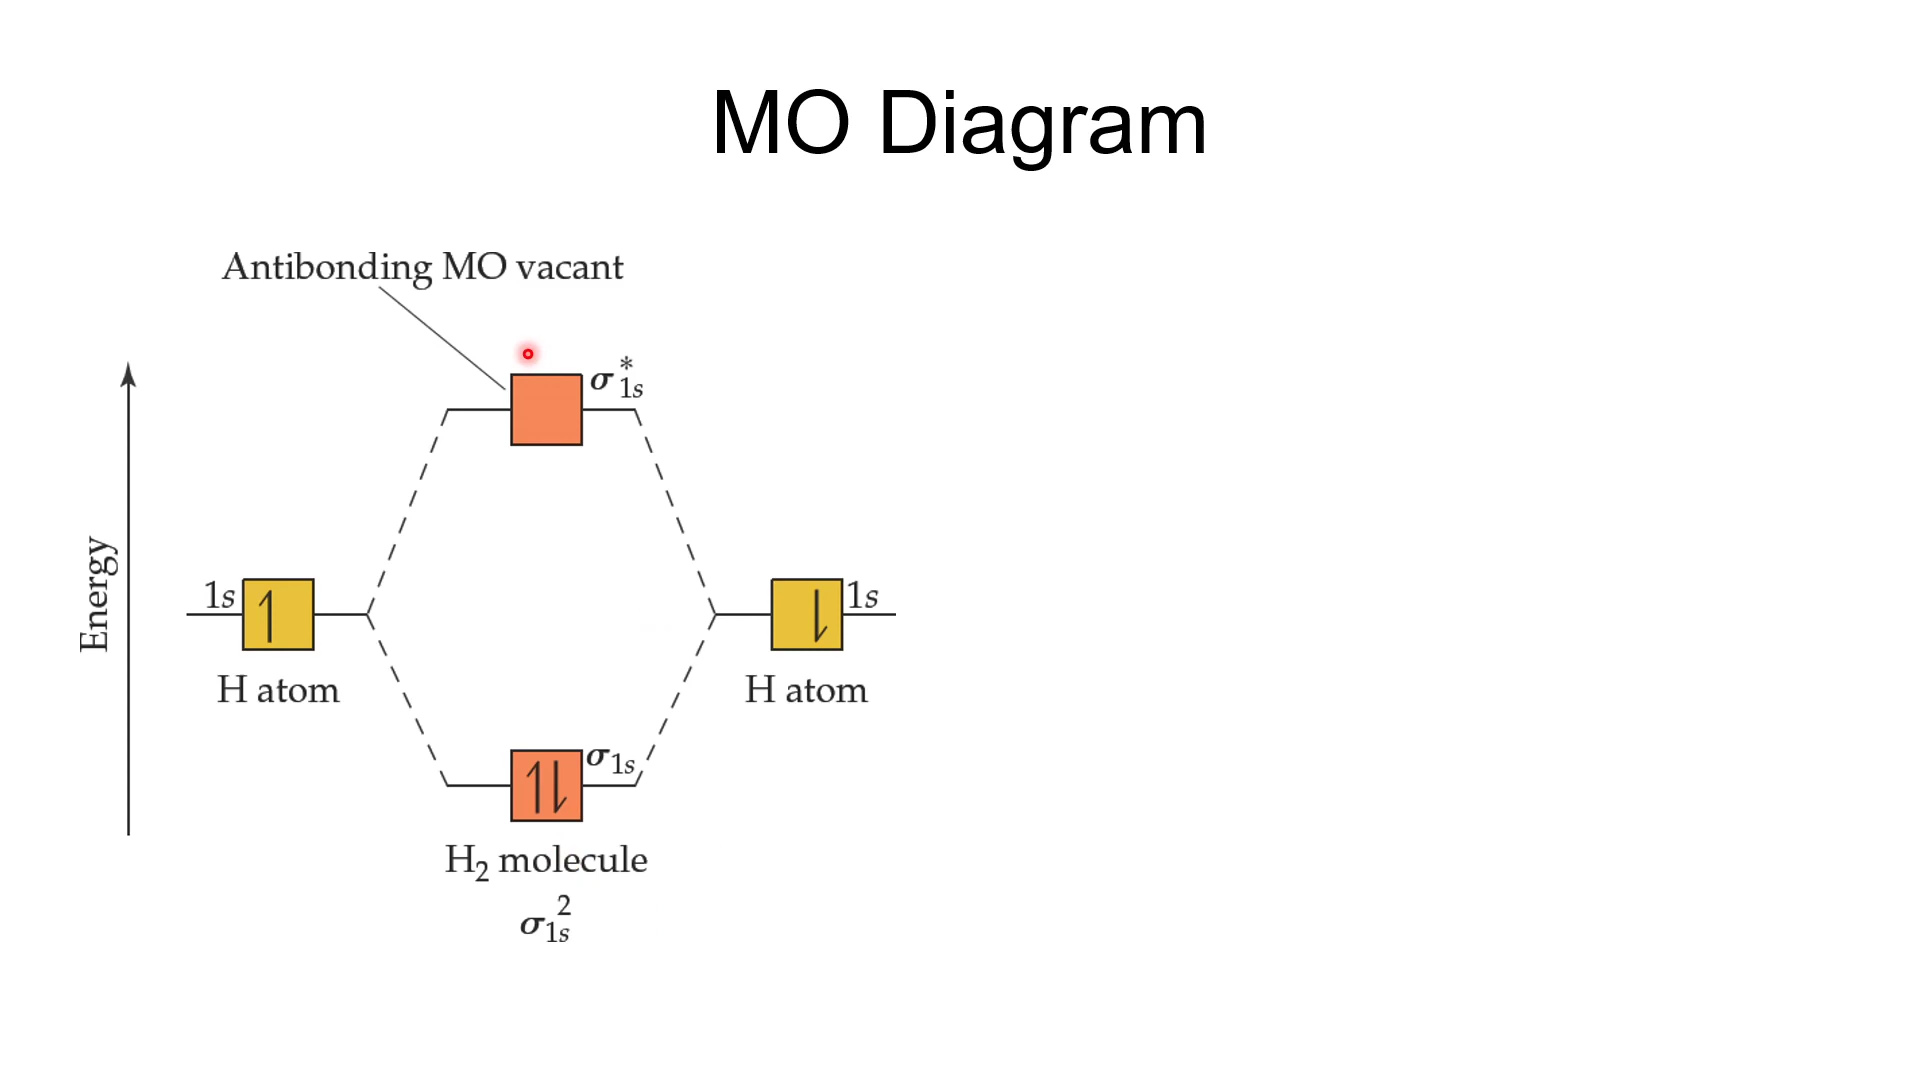 MO Diagram
Antibonding MO vacant
σ*1s
Energy
1s
1s
H atom
H atom
σ1s
H2 molecule
σ1s2